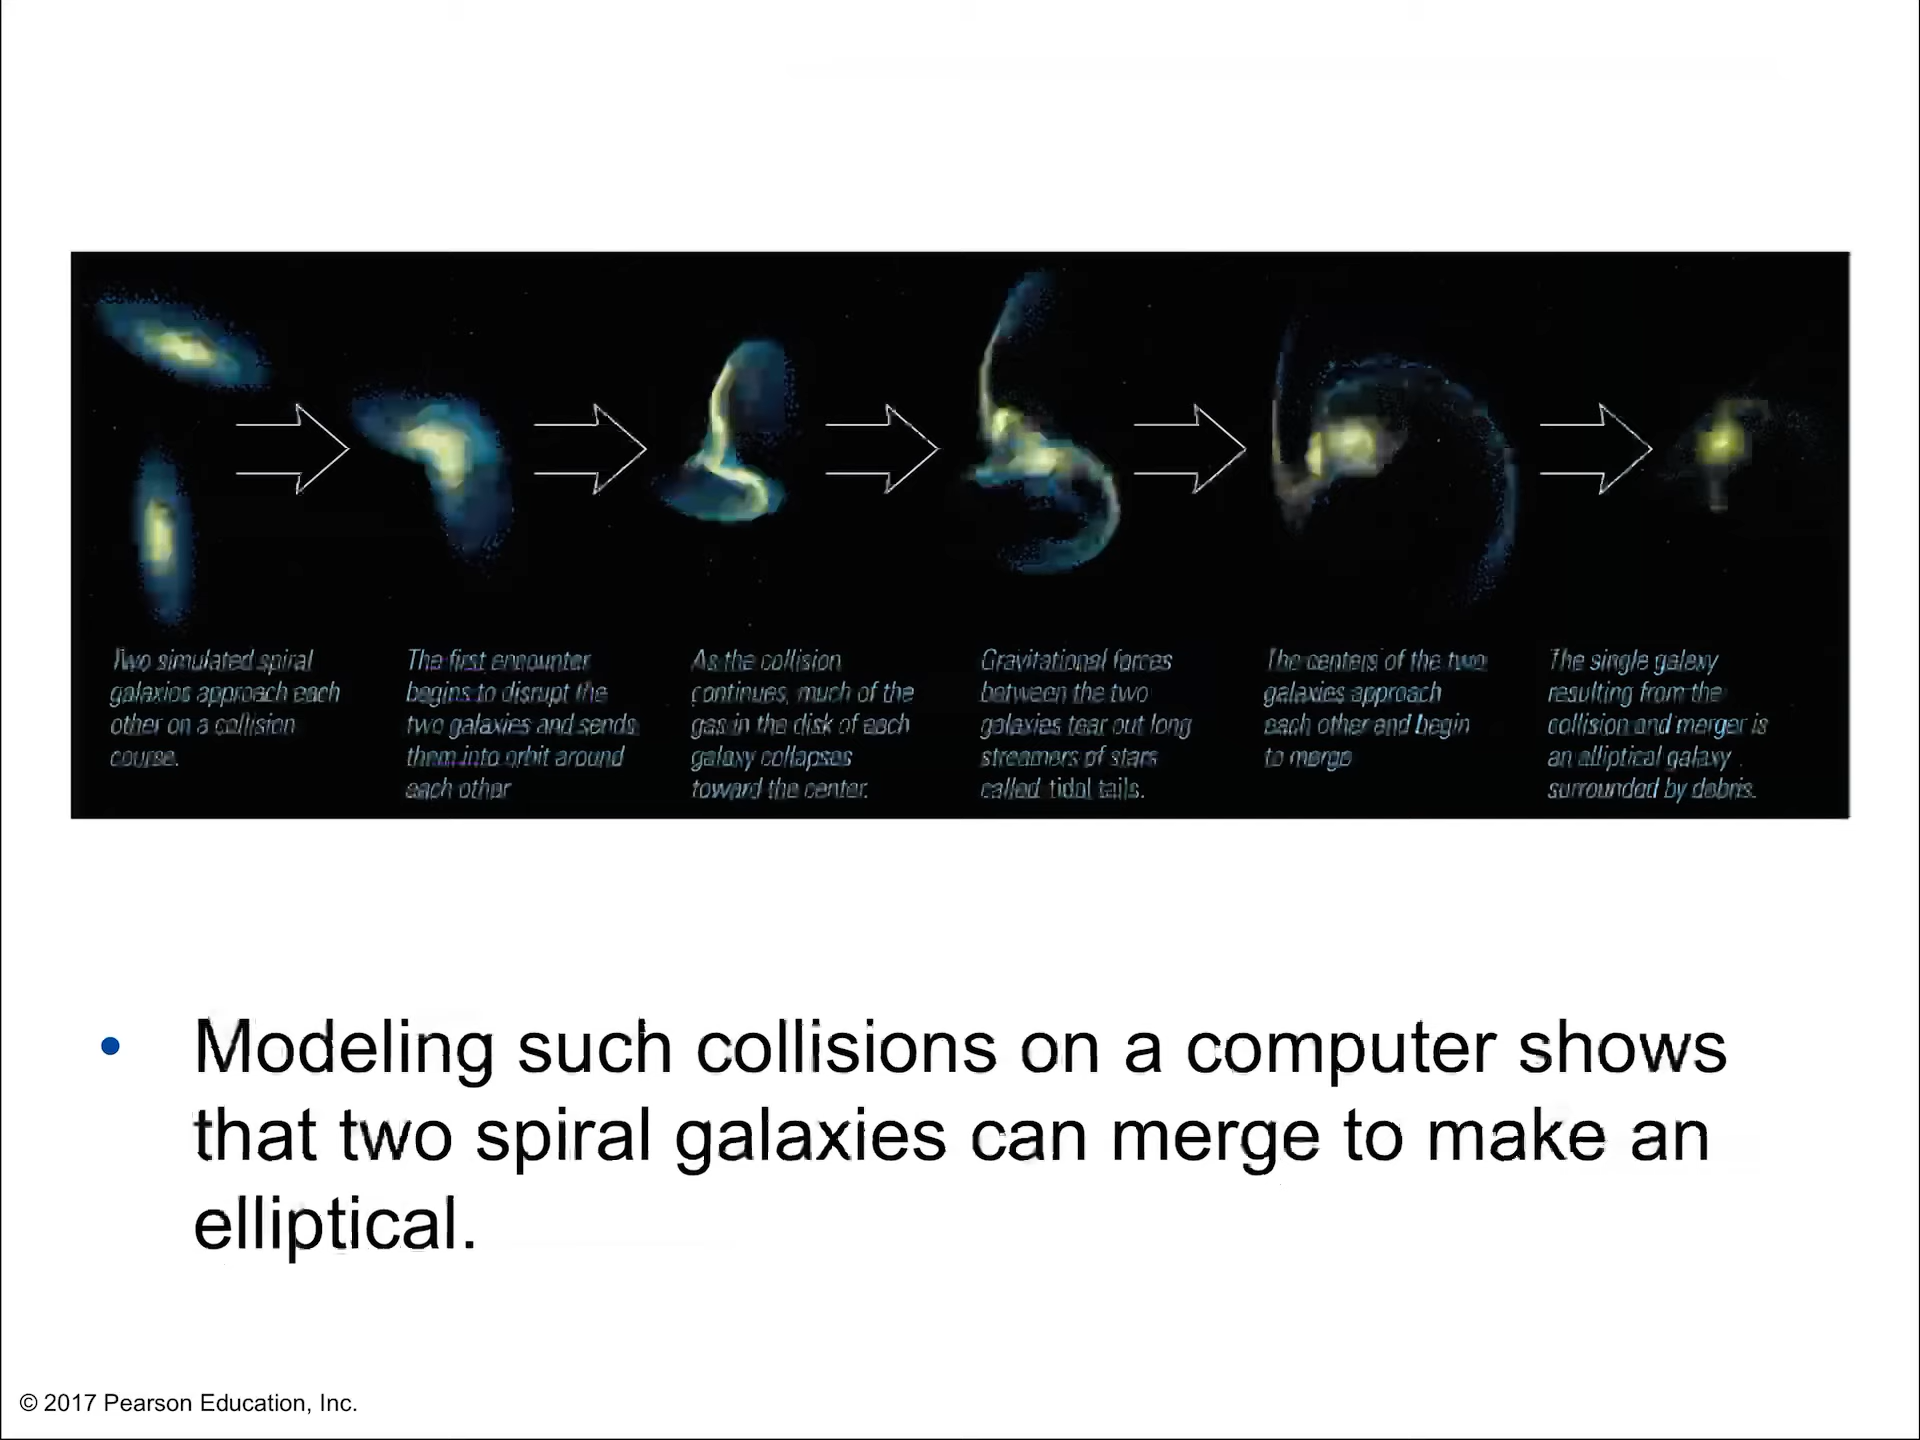 Two simulated spiral
galaxies approach each
other on a collision
course.
The first encounter
begins to disrupt the
two galaxies and sends
them into orbit around
each other
As the collision
continues, much of the
gas in the disk of each
galaxy collapses
toward the center.
Gravitational forces
between the two
galaxies tear out long
streamers of stars
called tidal tails.
The centers of the two
galaxies approach
each other and begin
to merge
The single galaxy
resulting from the
collision and merger is
an elliptical galaxy
surrounded by debris.
• Modeling such collisions on a computer shows
that two spiral galaxies can merge to make an
elliptical.
© 2017 Pearson Education, Inc.